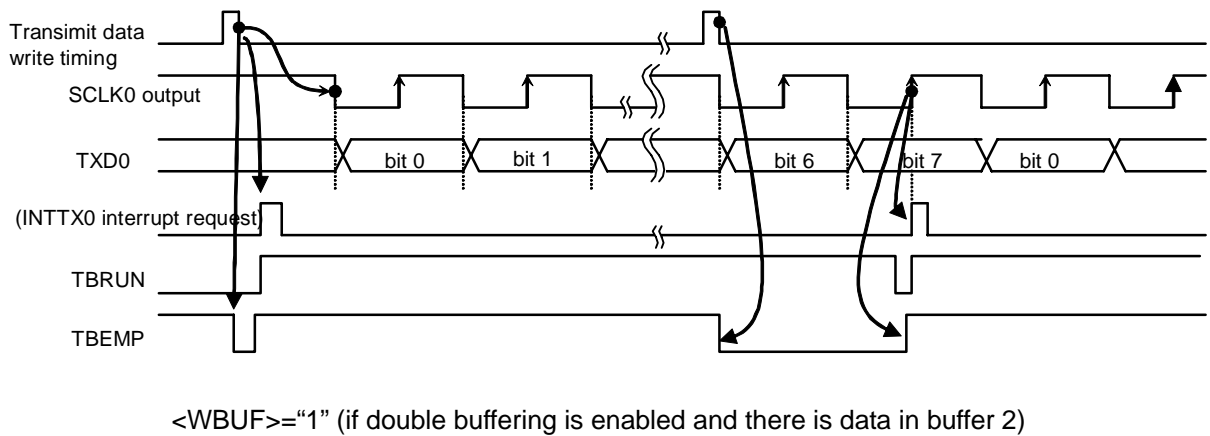 Transimit data
write timing
SCLK0 output
TXD0
bit 0
bit 1
bit 6
bit 7
bit 0
(INTTX0 interrupt request)
TBRUN
TBEMP
<WBUF>=“1” (if double buffering is enabled and there is data in buffer 2)